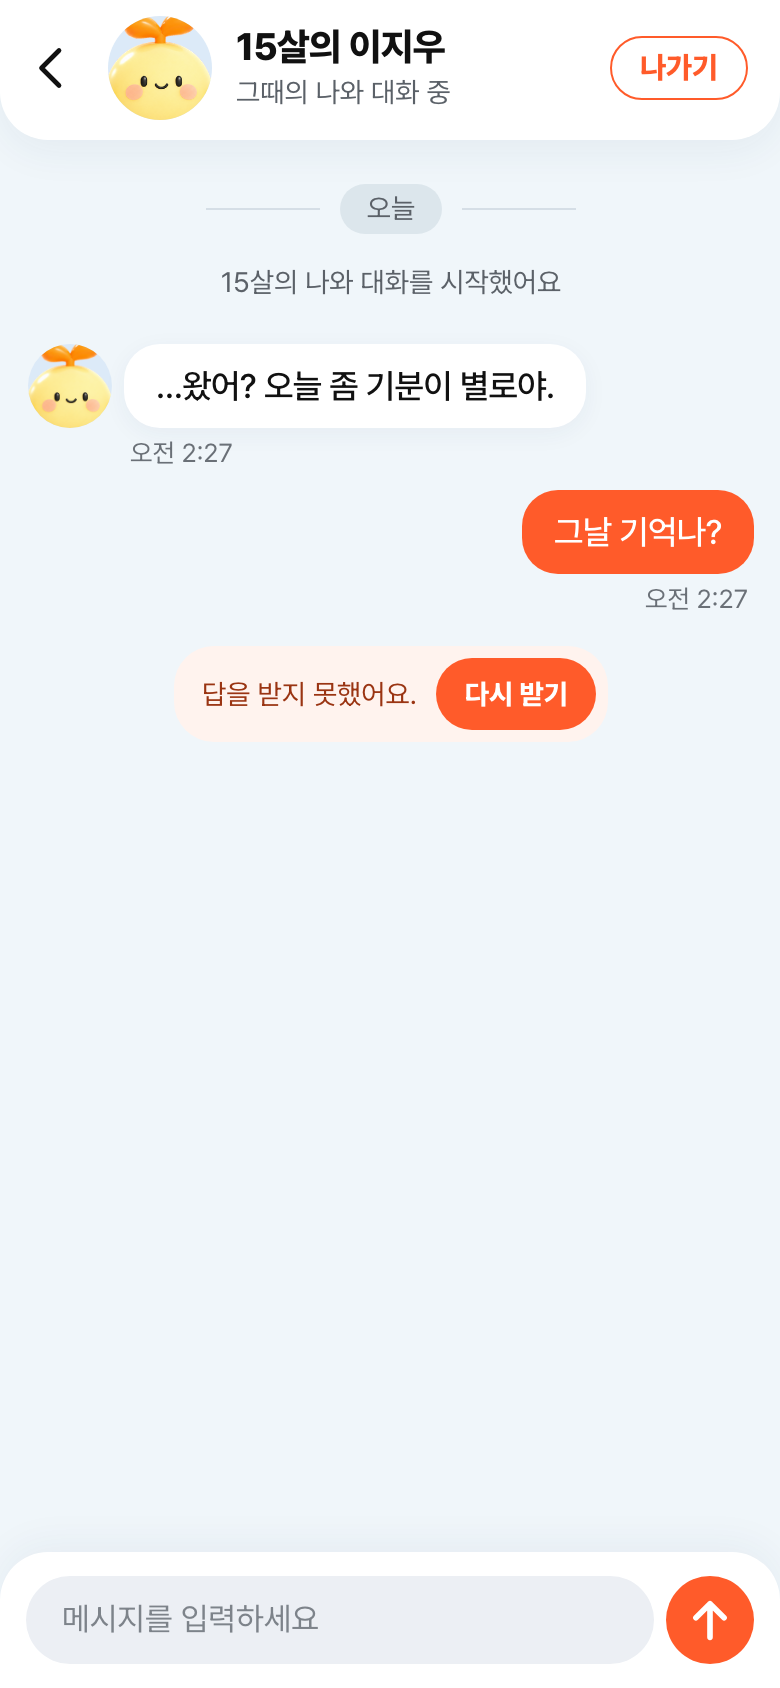 15살의 이지우
그때의 나와 대화 중
나가기
오늘
15살의 나와 대화를 시작했어요
...왔어? 오늘 좀 기분이 별로야.
오전 2:27
그날 기억나?
오전 2:27
답을 받지 못했어요.
다시 받기
메시지를 입력하세요